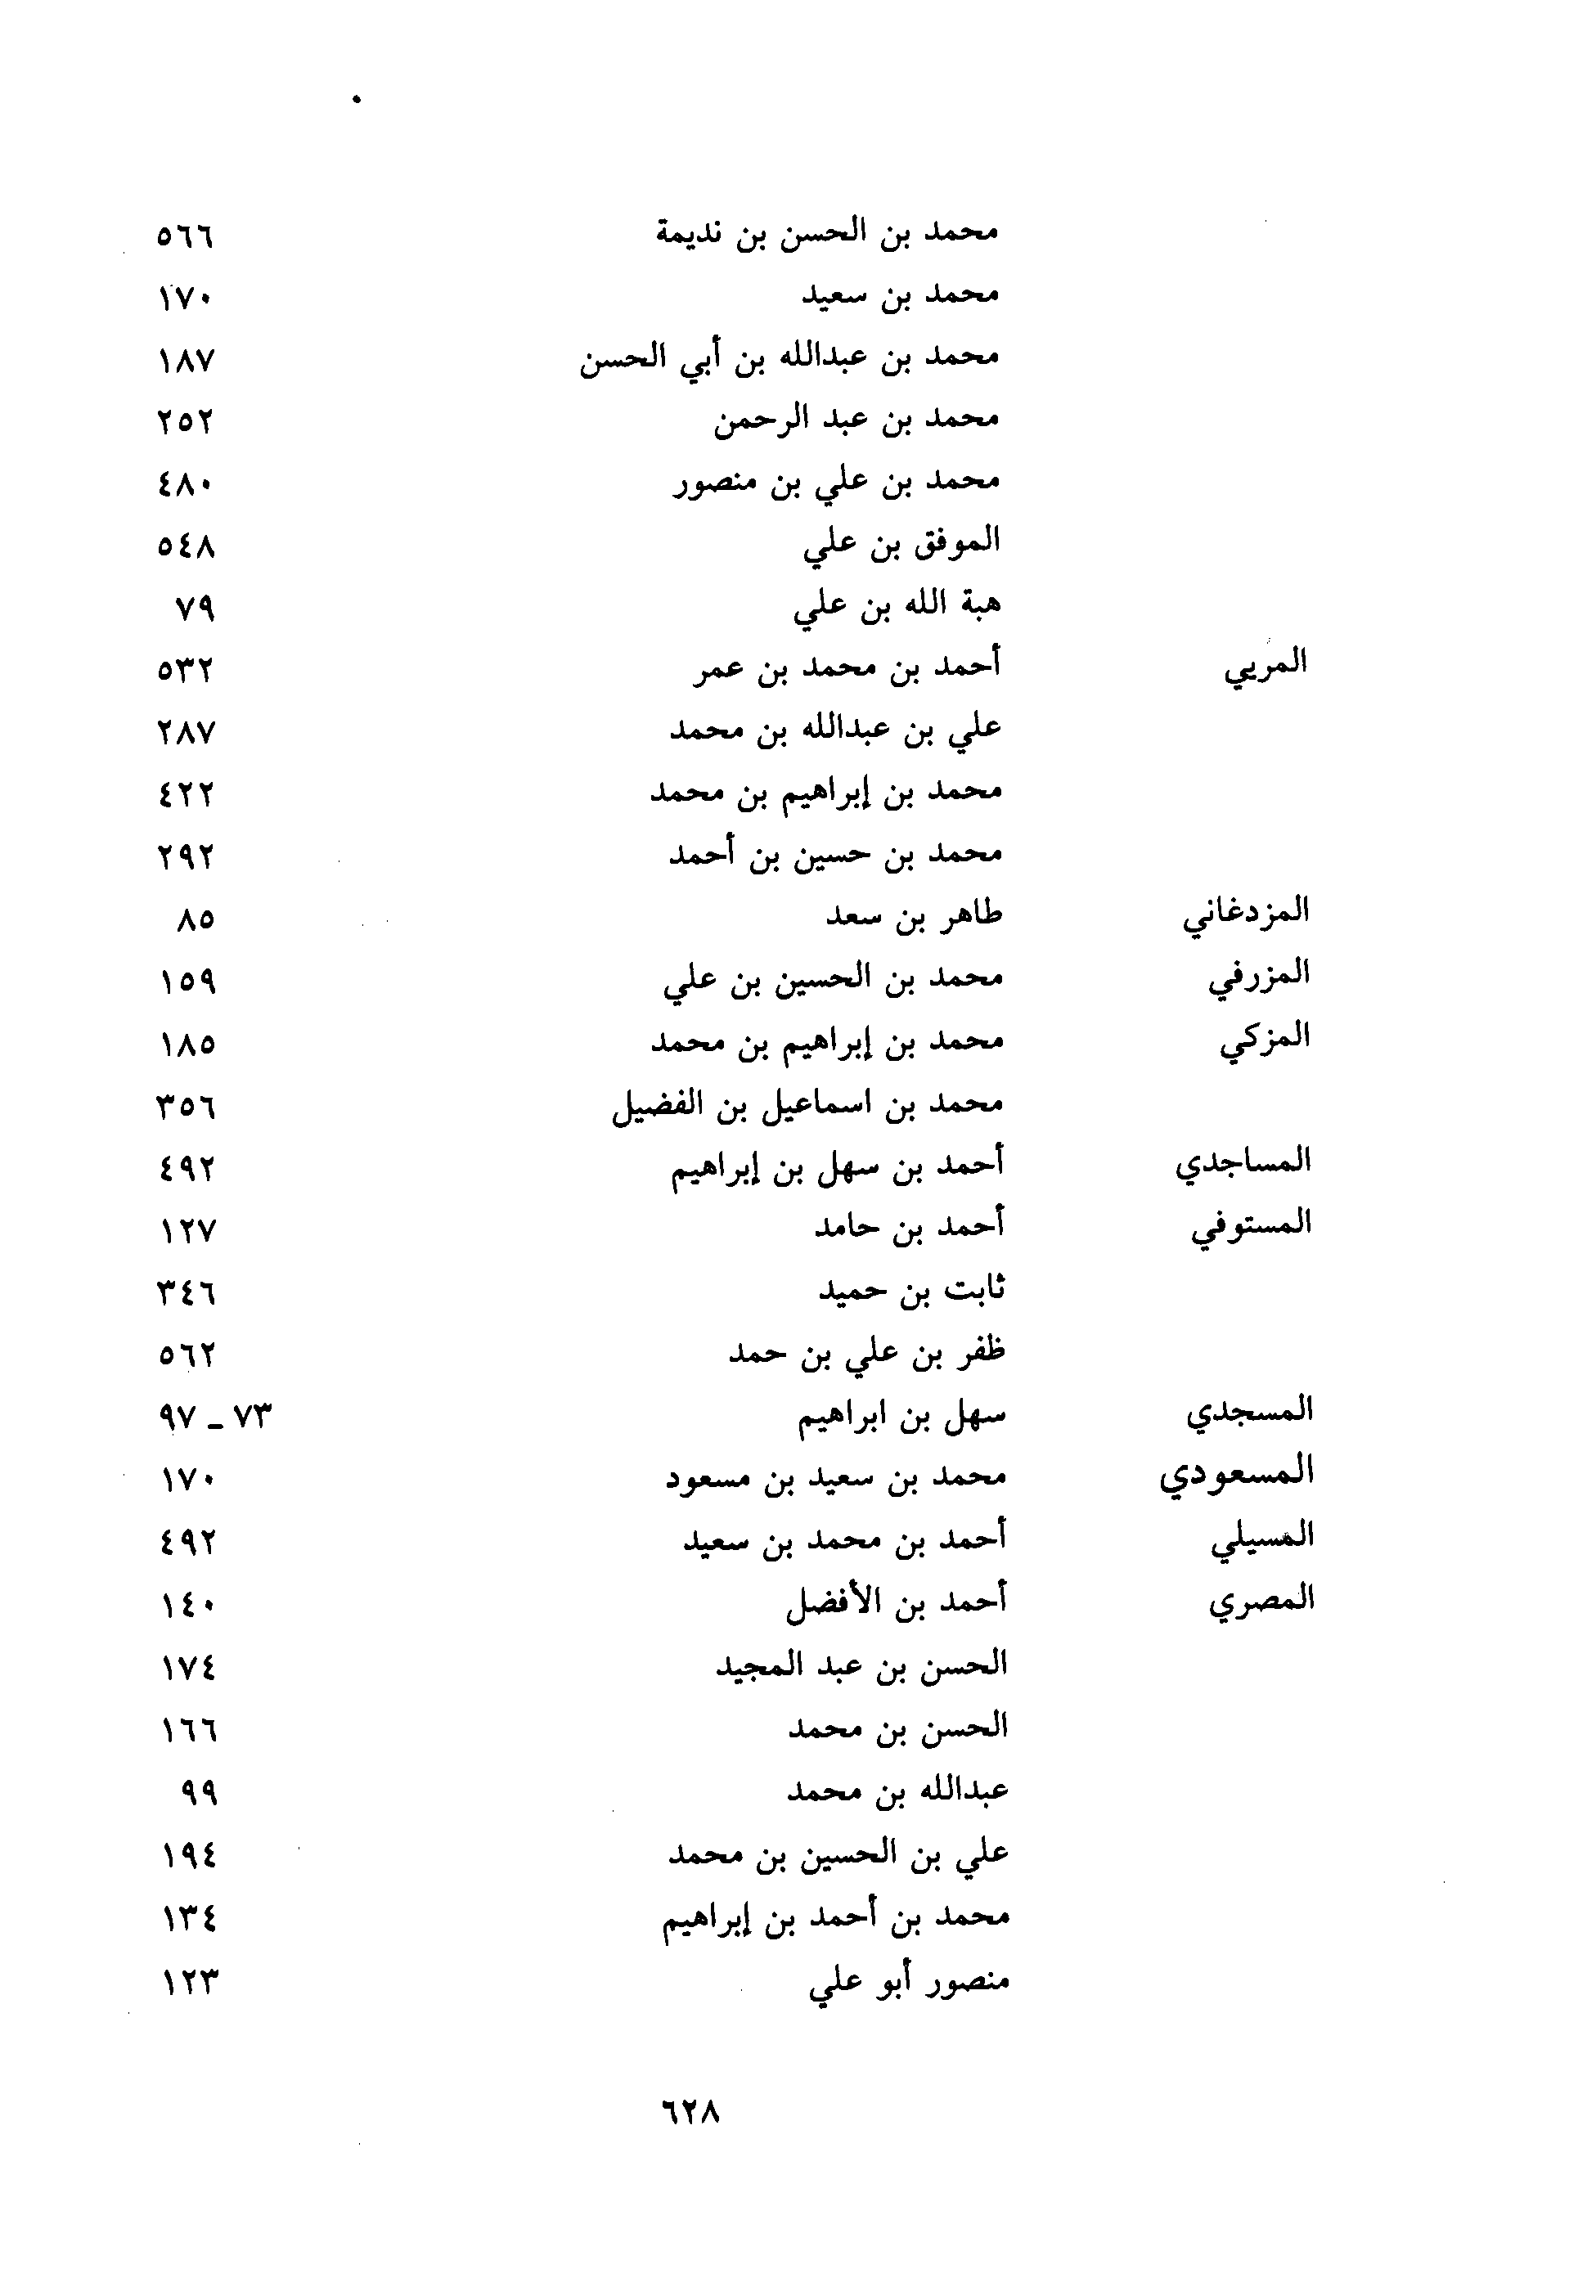 محمد بن الحسن بن نديمة ٥٦٦
محمد بن سعيد ١٧٠
محمد بن عبدالله بن أبي الحسن ١٨٧
محمد بن عبد الرحمن ٢٥٢
محمد بن علي بن منصور ٤٨٠
الموفق بن علي ٥٤٨
هبة الله بن علي ٧٩
المريي أحمد بن محمد بن عمر ٥٣٢
علي بن عبدالله بن محمد ٢٨٧
محمد بن إبراهيم بن محمد ٤٢٢
محمد بن حسين بن أحمد ٢٩٢
المزدغاني طاهر بن سعد ٨٥
المزرفي محمد بن الحسين بن علي ١٥٩
المزكي محمد بن إبراهيم بن محمد ١٨٥
محمد بن اسماعيل بن الفضيل ٣٥٦
المساجدي أحمد بن سهل بن إبراهيم ٤٩٢
المستوفي أحمد بن حامد ١٢٧
ثابت بن حميد ٣٤٦
ظفر بن علي بن حمد ٥٦٢
المسجدي سهل بن ابراهيم ٧٣ - ٩٧
المسعودي محمد بن سعيد بن مسعود ١٧٠
المسيلي أحمد بن محمد بن سعيد ٤٩٢
المصري أحمد بن الأفضل ١٤٠
الحسن بن عبد المجيد ١٧٤
الحسن بن محمد ١٦٦
عبدالله بن محمد ٩٩
علي بن الحسين بن محمد ١٩٤
محمد بن أحمد بن إبراهيم ١٣٤
منصور أبو علي ١٢٣
٦٢٨